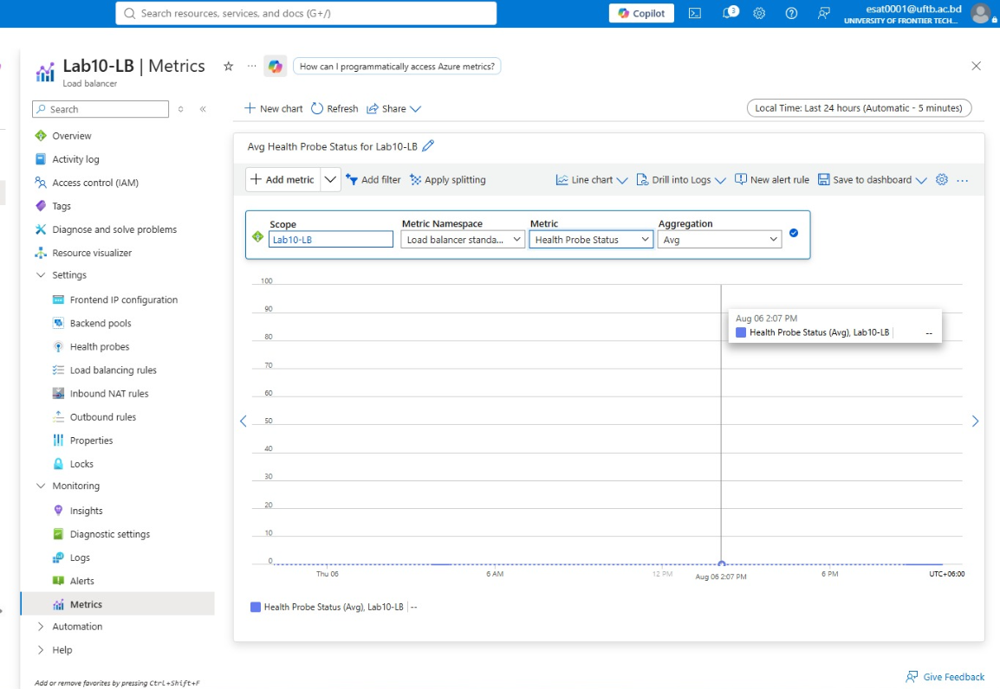 Search resources, services, and docs (G+/)
Copilot
3
esat0001@uftb.ac.bd
UNIVERSITY OF FRONTIER TECH...
Lab10-LB | Metrics
...
How can I programmatically access Azure metrics?
Load balancer
Search
New chart
Refresh
Share
Local Time: Last 24 hours (Automatic - 5 minutes)
Overview
Activity log
Access control (IAM)
Tags
Diagnose and solve problems
Resource visualizer
Settings
Frontend IP configuration
Backend pools
Health probes
Load balancing rules
Inbound NAT rules
Outbound rules
Properties
Locks
Monitoring
Insights
Diagnostic settings
Logs
Alerts
Metrics
Automation
Help
Add or remove favorites by pressing Ctrl+Shift+F
Avg Health Probe Status for Lab10-LB
Add metric
Add filter
Apply splitting
Line chart
Drill into Logs
New alert rule
Save to dashboard
...
Scope
Metric Namespace
Metric
Aggregation
Lab10-LB
Load balancer standa...
Health Probe Status
Avg
100
90
80
70
60
50
40
30
20
10
0
Aug 06 2:07 PM
Health Probe Status (Avg), Lab10-LB
--
Thu 06
6 AM
12 PM
Aug 06 2:07 PM
6 PM
UTC+06:00
Health Probe Status (Avg), Lab10-LB | --
Give Feedback